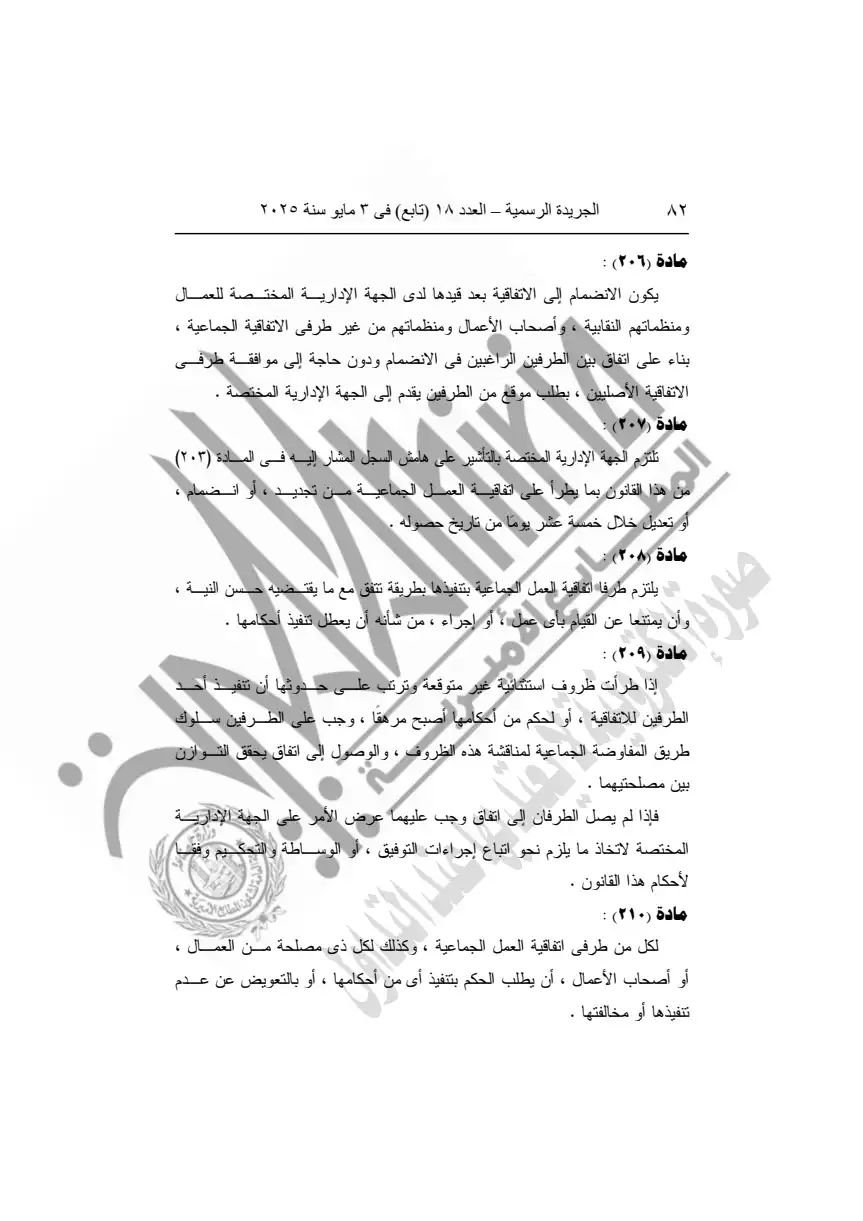 ٨٢ الجريدة الرسمية – العدد ١٨ (تابع) فى ٣ مايو سنة ٢٠٢٥
مادة (٢٠٦) :
يكون الانضمام إلى الاتفاقية بعد قيدها لدى الجهة الإدارية المختصة للعمال
ومنظماتهم النقابية ، وأصحاب الأعمال ومنظماتهم من غير طرفى الاتفاقية الجماعية ،
بناء على اتفاق بين الطرفين الراغبين فى الانضمام ودون حاجة إلى موافقة طرفى
الاتفاقية الأصليين ، بطلب موقع من الطرفين يقدم إلى الجهة الإدارية المختصة .
مادة (٢٠٧) :
تلتزم الجهة الإدارية المختصة بالتأشير على هامش السجل المشار إليه فى المادة (٢٠٣)
من هذا القانون بما يطرأ على اتفاقية العمل الجماعية من تجديد ، أو انضمام ،
أو تعديل خلال خمسة عشر يومًا من تاريخ حصوله .
مادة (٢٠٨) :
يلتزم طرفا اتفاقية العمل الجماعية بتنفيذها بطريقة تتفق مع ما يقتضيه حسن النية ،
وأن يمتنعا عن القيام بأى عمل ، أو إجراء ، من شأنه أن يعطل تنفيذ أحكامها .
مادة (٢٠٩) :
إذا طرأت ظروف استثنائية غير متوقعة وترتب على حدوثها أن تنفيذ أحد
الطرفين للاتفاقية ، أو لحكم من أحكامها أصبح مرهقًا ، وجب على الطرفين سلوك
طريق المفاوضة الجماعية لمناقشة هذه الظروف ، والوصول إلى اتفاق يحقق التوازن
بين مصلحتيهما .
فإذا لم يصل الطرفان إلى اتفاق وجب عليهما عرض الأمر على الجهة الإدارية
المختصة لاتخاذ ما يلزم نحو اتباع إجراءات التوفيق ، أو الوساطة والتحكيم وفقا
لأحكام هذا القانون .
مادة (٢١٠) :
لكل من طرفى اتفاقية العمل الجماعية ، وكذلك لكل ذى مصلحة من العمال ،
أو أصحاب الأعمال ، أن يطلب الحكم بتنفيذ أى من أحكامها ، أو بالتعويض عن عدم
تنفيذها أو مخالفتها .
Amiria
المطابع الأميرية
صورة إلكترونية لا يعتد بها عند التداول